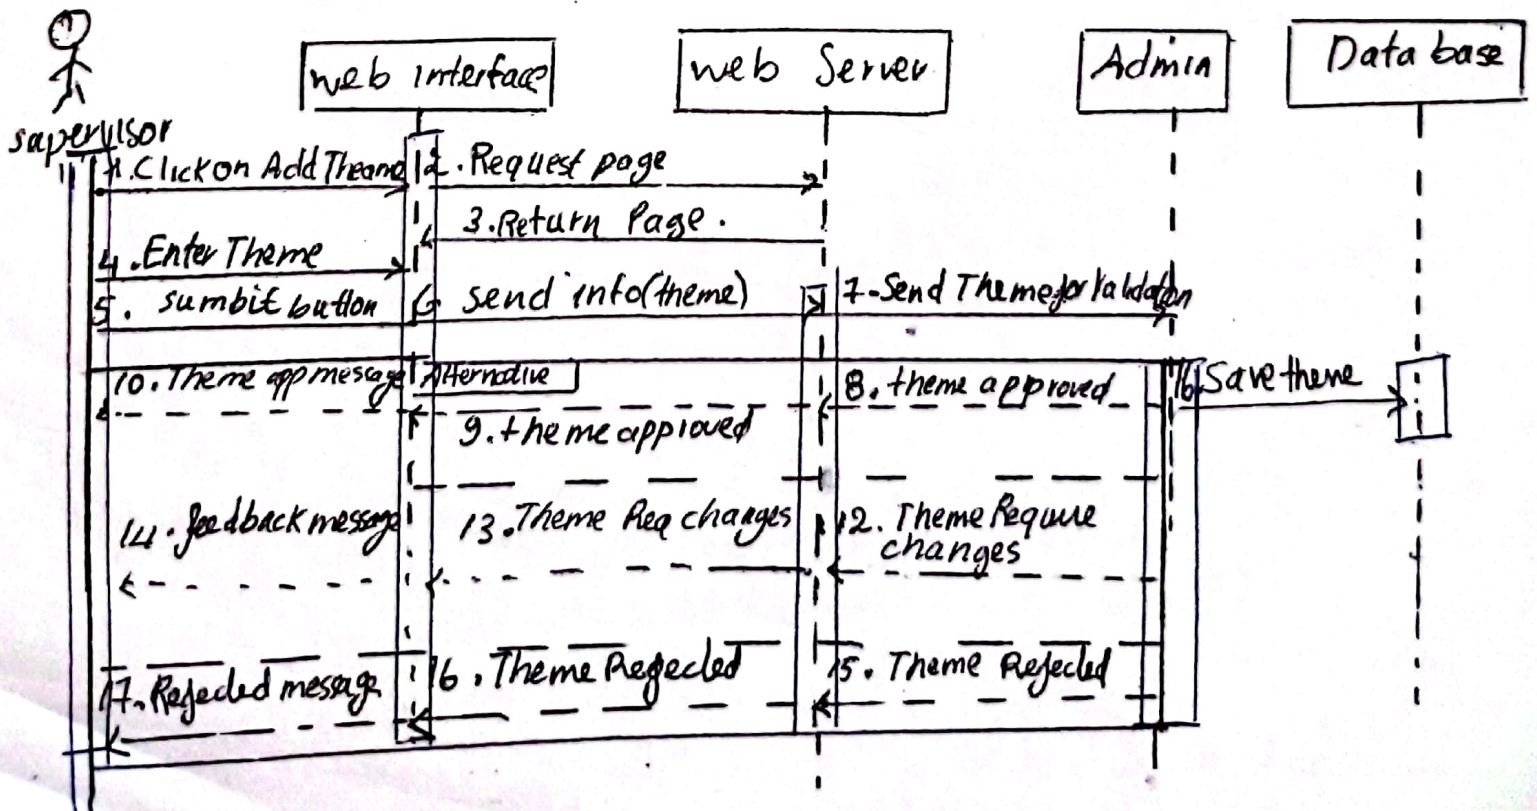 web interface
web Server
Admin
Data base
sapervisor
1. Click on Add Theame
2. Request page
3. Return Page.
4. Enter Theme
5. sumbit button
6 send info(theme)
7- Send Theme for Validation
Alternative
10. Theme app message
8. theme approved
Save theme
9. theme approved
14. feedback message
13. Theme Req changes
12. Theme Require
changes
17. Rejected message
16. Theme Rejected
15. Theme Rejected